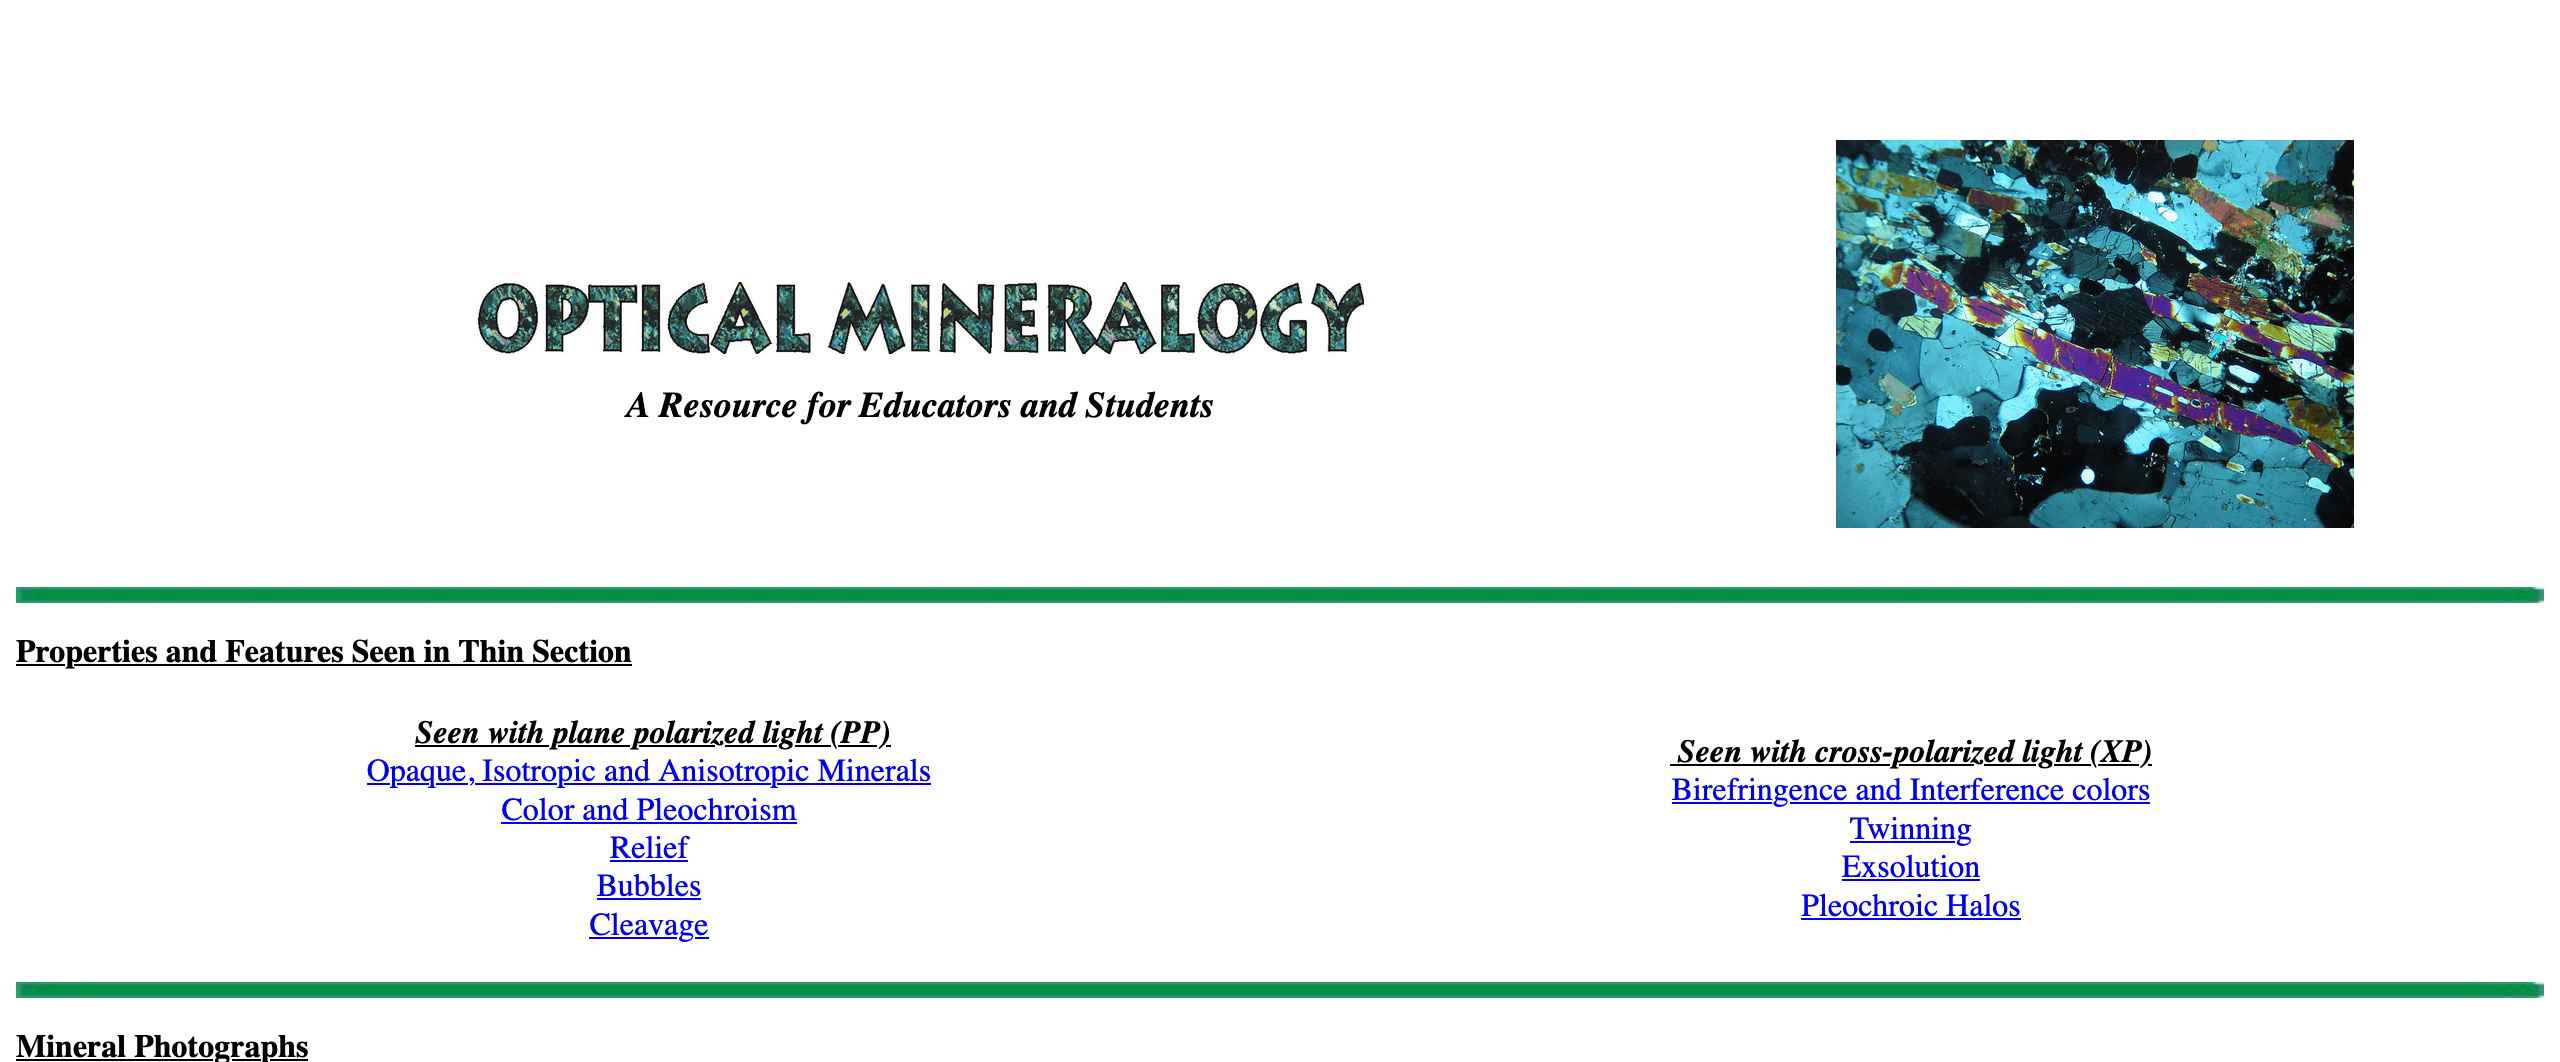 OPTICAL MINERALOGY
A Resource for Educators and Students
Properties and Features Seen in Thin Section
Seen with plane polarized light (PP)
Opaque, Isotropic and Anisotropic Minerals
Color and Pleochroism
Relief
Bubbles
Cleavage
Seen with cross-polarized light (XP)
Birefringence and Interference colors
Twinning
Exsolution
Pleochroic Halos
Mineral Photographs